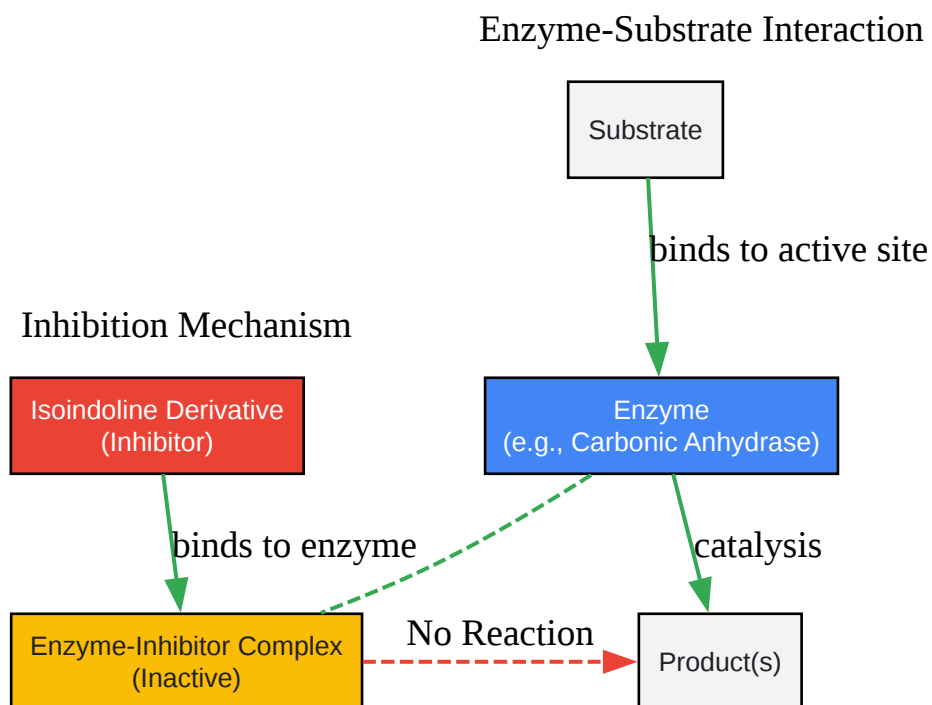 Enzyme-Substrate Interaction
Substrate
binds to active site
Inhibition Mechanism
Isoindoline Derivative
(Inhibitor)
Enzyme
(e.g., Carbonic Anhydrase)
binds to enzyme
catalysis
Enzyme-Inhibitor Complex
(Inactive)
No Reaction
Product(s)